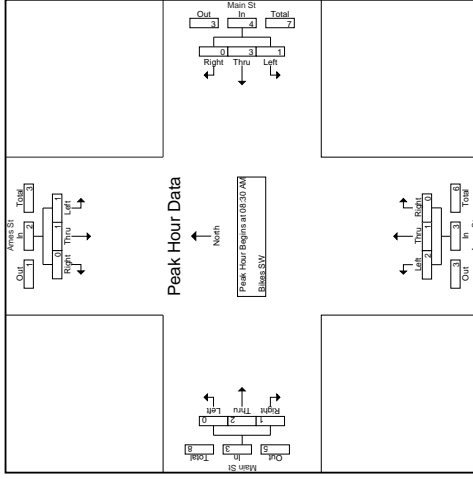 Main St
Out In Total
3 4 7
0 3 1
Right Thru Left
Ames St
Out In Total
1 2 3
0 1 1
Right Thru Left
Peak Hour Data
North
Peak Hour Begins at 08:30 AM
Bikes SW
Left Thru Right
2 1 0
3 3 6
Out In Total
Main St
Out In Total
5 3 8
1 2 0
Right Thru Left